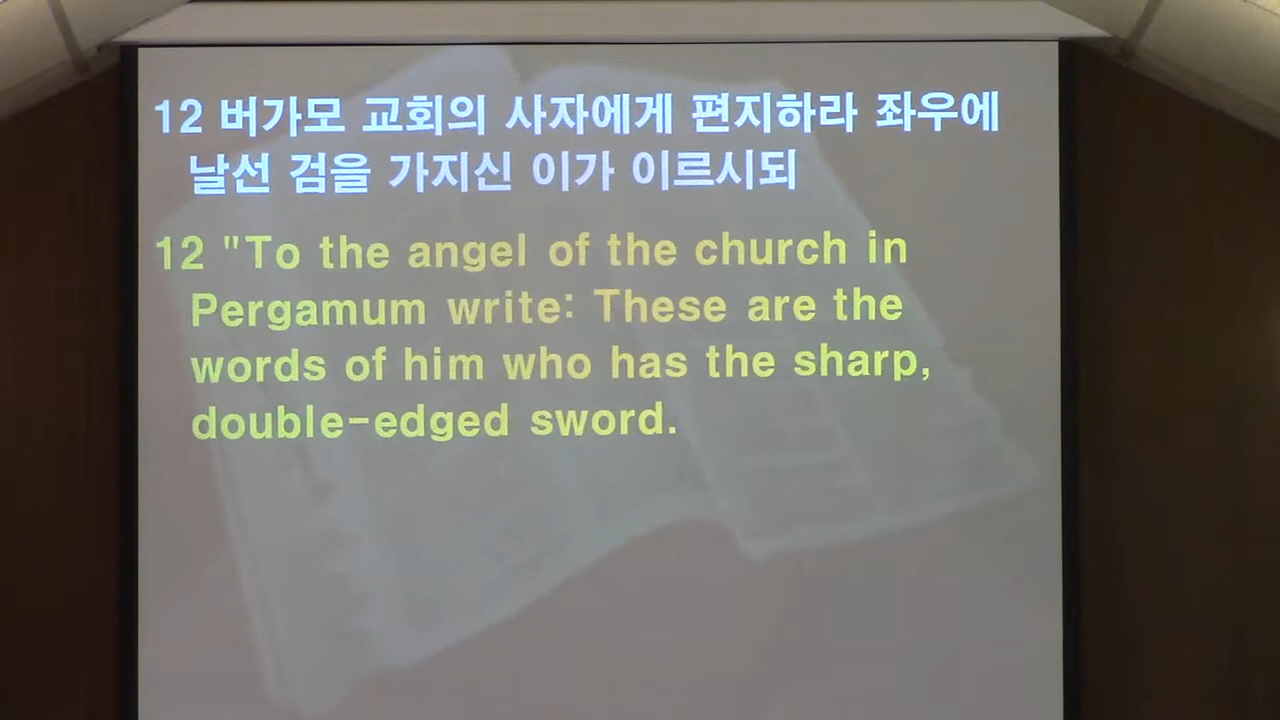 12 버가모 교회의 사자에게 편지하라 좌우에
날선 검을 가지신 이가 이르시되
12 "To the angel of the church in
Pergamum write: These are the
words of him who has the sharp,
double-edged sword.